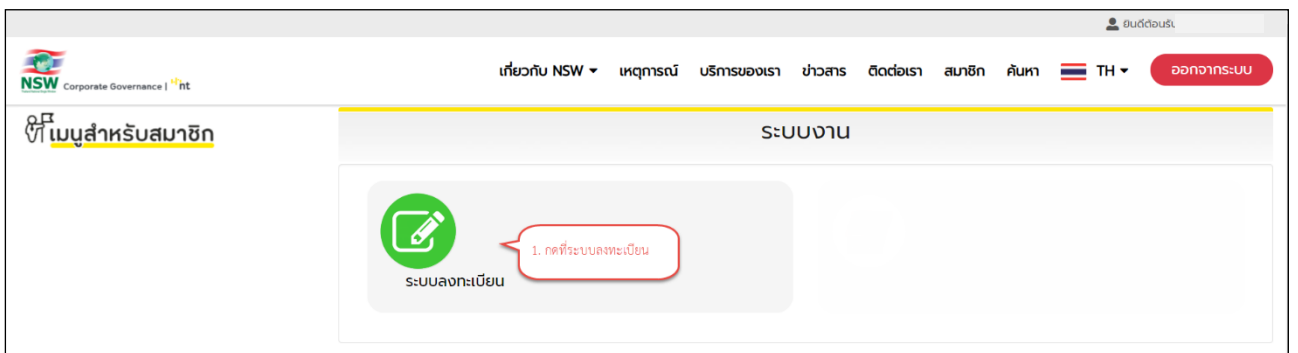 ยินดีต้อนรับ
NSW Corporate Governance | nt
เกี่ยวกับ NSW เหตุการณ์ บริการของเรา ข่าวสาร ติดต่อเรา สมาชิก ค้นหา TH ออกจากระบบ
เมนูสำหรับสมาชิก
ระบบงาน
1. กดที่ระบบลงทะเบียน
ระบบลงทะเบียน